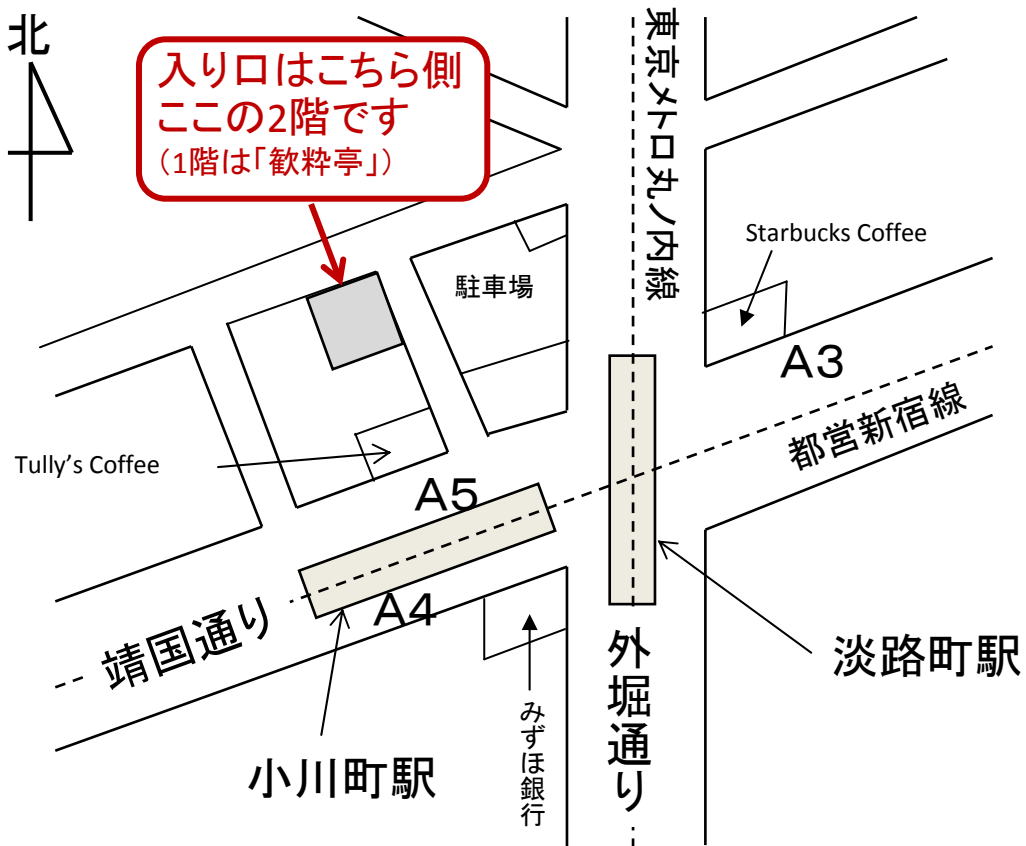 北
入り口はこちら側
ここの2階です
(1階は「歓粋亭」)
東京メトロ丸ノ内線
Starbucks Coffee
駐車場
A3
都営新宿線
Tully's Coffee
A5
A4
靖国通り
外堀通り
淡路町駅
小川町駅
みずほ銀行